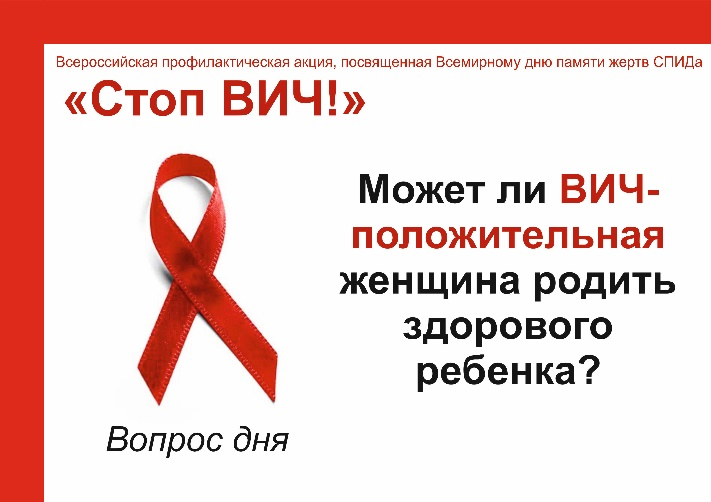 Всероссийская профилактическая акция, посвященная Всемирному дню памяти жертв СПИДа
«Стоп ВИЧ!»
Может ли ВИЧ-
положительная
женщина родить
здорового
ребенка?
Вопрос дня